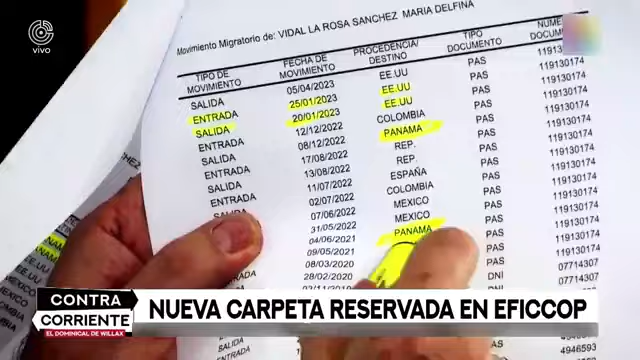 VIVO
Movimiento Migratorio de: VIDAL LA ROSA SANCHEZ MARIA DELFINA
TIPO DE MOVIMIENTO FECHA DE MOVIMIENTO PROCEDENCIA/ DESTINO TIPO DOCUMENTO NUME DOCUMENT
SALIDA 05/04/2023 EE.UU PAS 119130174
ENTRADA 25/01/2023 EE.UU PAS 119130174
SALIDA 20/01/2023 EE.UU PAS 119130174
ENTRADA 12/12/2022 COLOMBIA PAS 119130174
SALIDA 08/12/2022 PANAMA PAS 119130174
ENTRADA 17/08/2022 REP. PAS 119130174
SALIDA 13/08/2022 REP. PAS 119130174
ENTRADA 11/07/2022 ESPAÑA PAS 119130174
SALIDA 02/07/2022 COLOMBIA PAS 119130174
07/06/2022 MEXICO PAS 119130174
31/05/2022 MEXICO PAS 119130174
04/06/2021 PANAMA PAS 119130174
09/05/2021 PAS
08/03/2020 PAS 07714307
28/02/2020 DNI
DNI
CONTRA
CORRIENTE
EL DOMINICAL DE WILLAX
NUEVA CARPETA RESERVADA EN EFICCOP